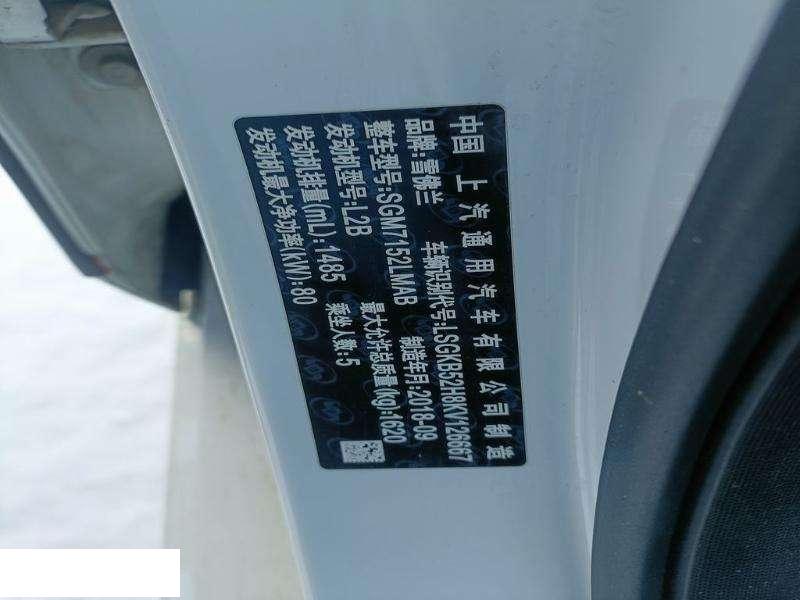 中国 上汽通用汽车有限公司制造
品牌:雪佛兰 车辆识别代号:LSGKB52H8KV126667
整车型号:SGM7152LMAB 制造年月:2018-09
发动机型号:L2B 最大允许总质量(kg):1620
发动机排量(mL):1485 乘坐人数:5
发动机最大净功率(kW):80